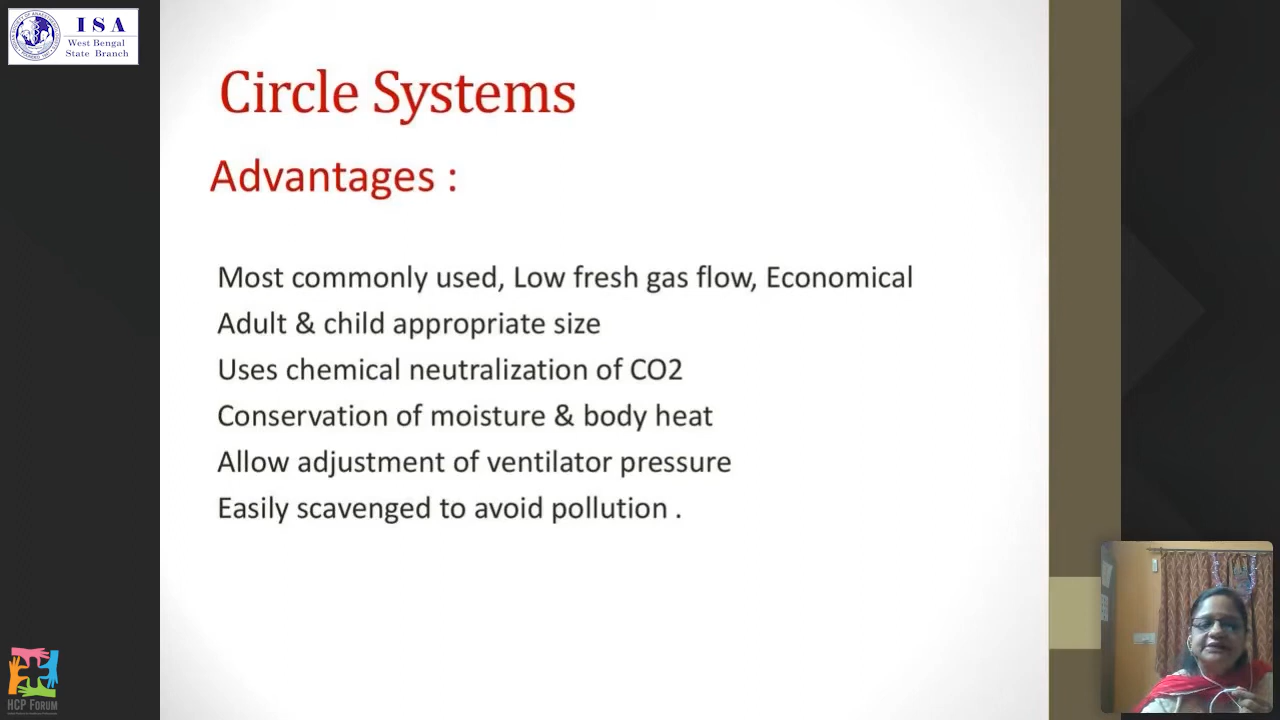 ISA
West Bengal
State Branch
Circle Systems
Advantages :
Most commonly used, Low fresh gas flow, Economical
Adult & child appropriate size
Uses chemical neutralization of CO2
Conservation of moisture & body heat
Allow adjustment of ventilator pressure
Easily scavenged to avoid pollution .
HCP FORUM